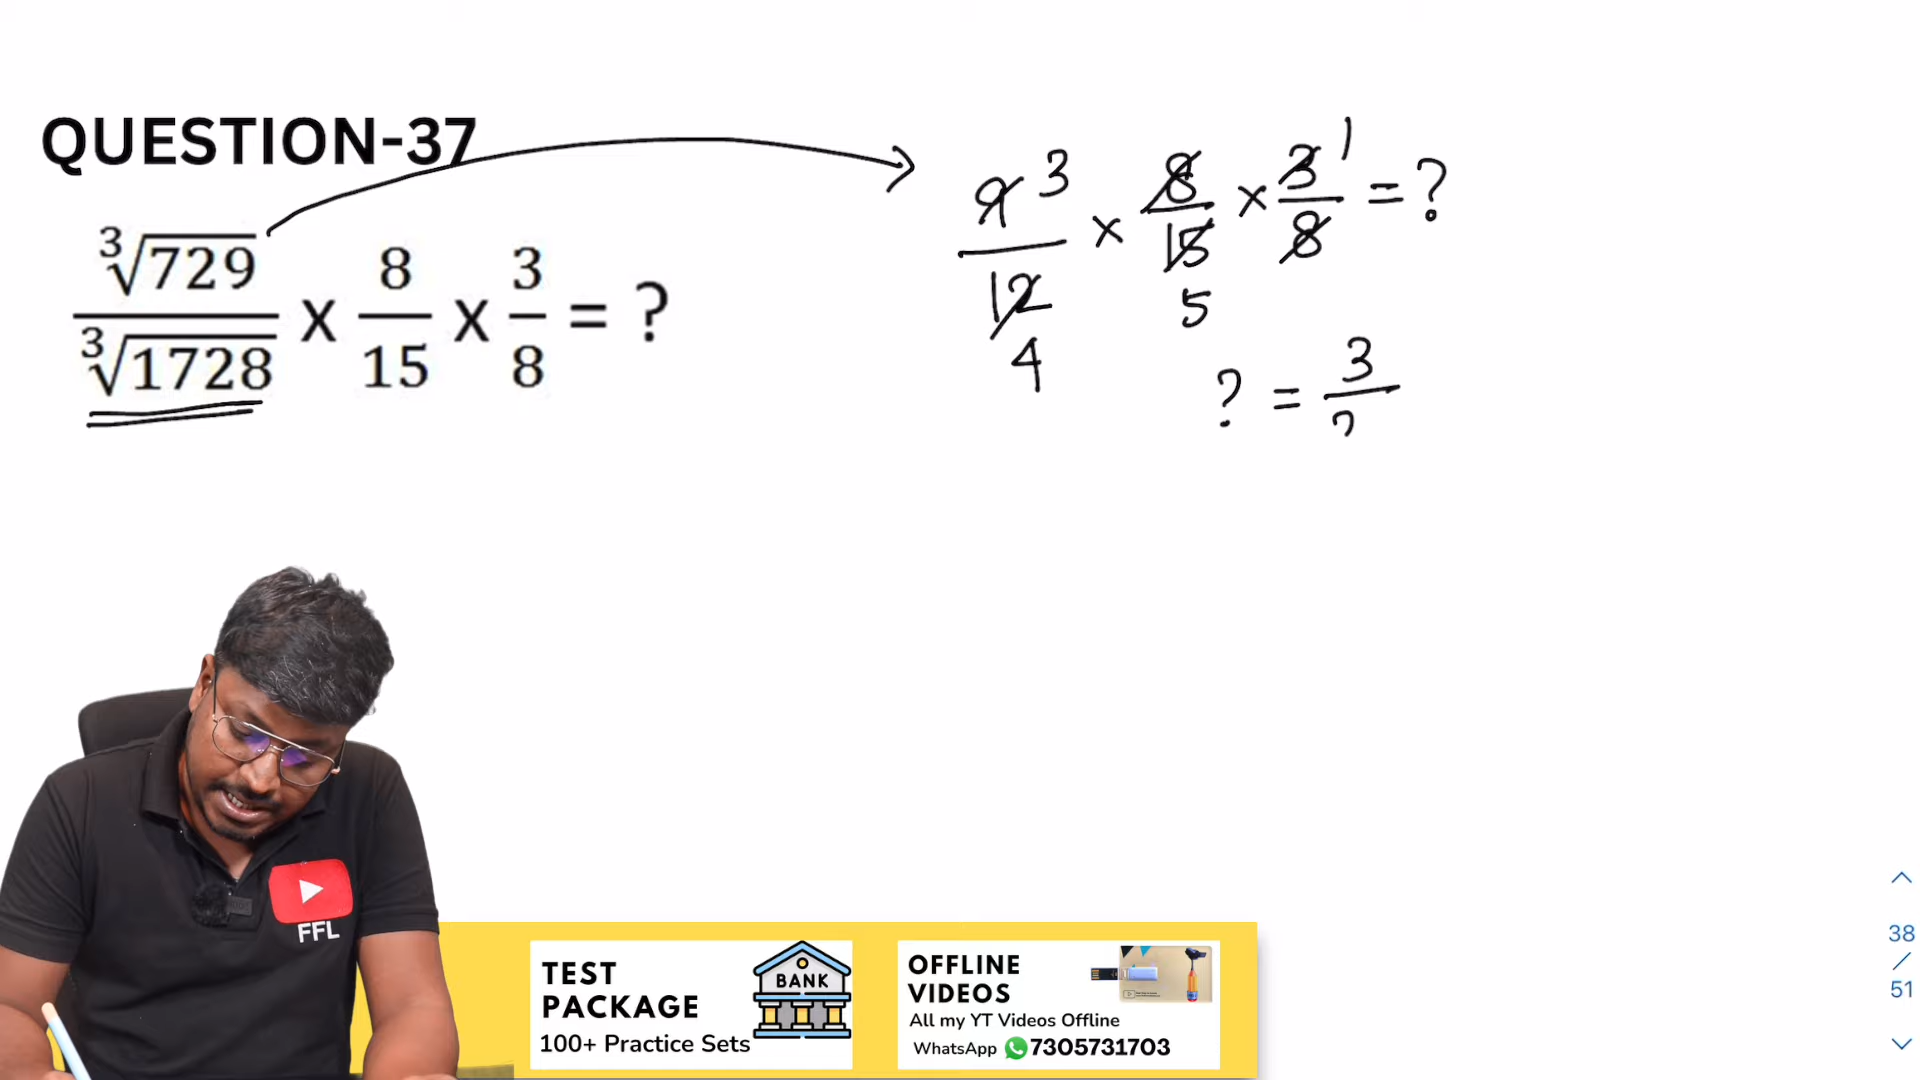 QUESTION-37
∛729 / ∛1728 x 8/15 x 3/8 = ?
9/12 x 8/15 x 3/8 = ?
3
1
4
5
? = 3/2
FFL
TEST
PACKAGE
100+ Practice Sets
BANK
OFFLINE
VIDEOS
All my YT Videos Offline
WhatsApp 7305731703
38
/
51